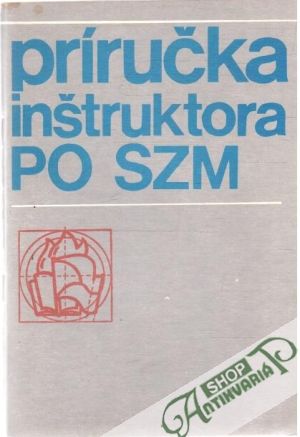 príručka
inštruktora
PO SZM
SHOP
ANTIKVARIÁT